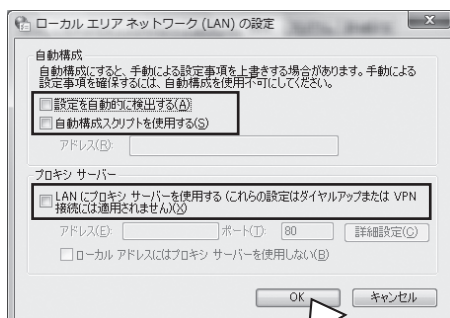 ローカル エリア ネットワーク (LAN) の設定
自動構成
自動構成にすると、手動による設定事項を上書きする場合があります。手動による
設定事項を確保するには、自動構成を使用不可にしてください。
設定を自動的に検出する(A)
自動構成スクリプトを使用する(S)
アドレス(R):
プロキシ サーバー
LAN にプロキシ サーバーを使用する (これらの設定はダイヤルアップまたは VPN
接続には適用されません)(X)
アドレス(E): ポート(T): 80 詳細設定(C)
ローカル アドレスにはプロキシ サーバーを使用しない(B)
OK キャンセル